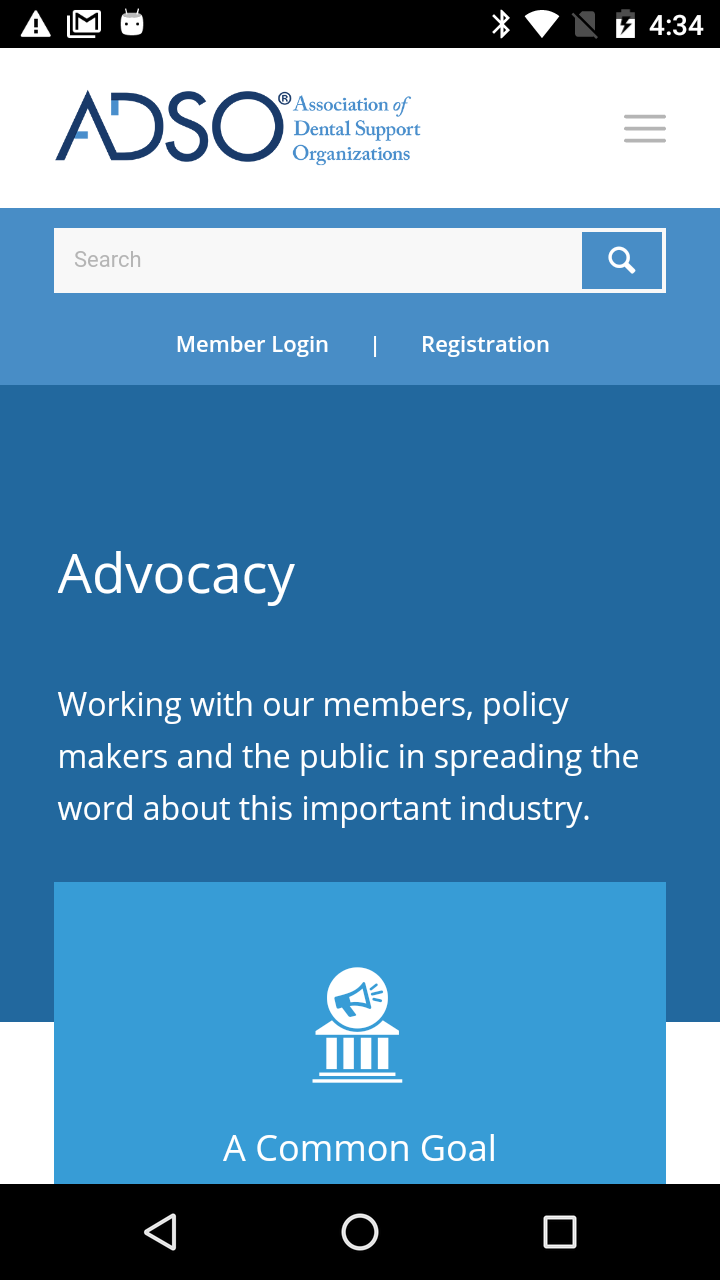 4:34
ADSO® Association of
Dental Support
Organizations
Search
Member Login | Registration
Advocacy
Working with our members, policy
makers and the public in spreading the
word about this important industry.
A Common Goal